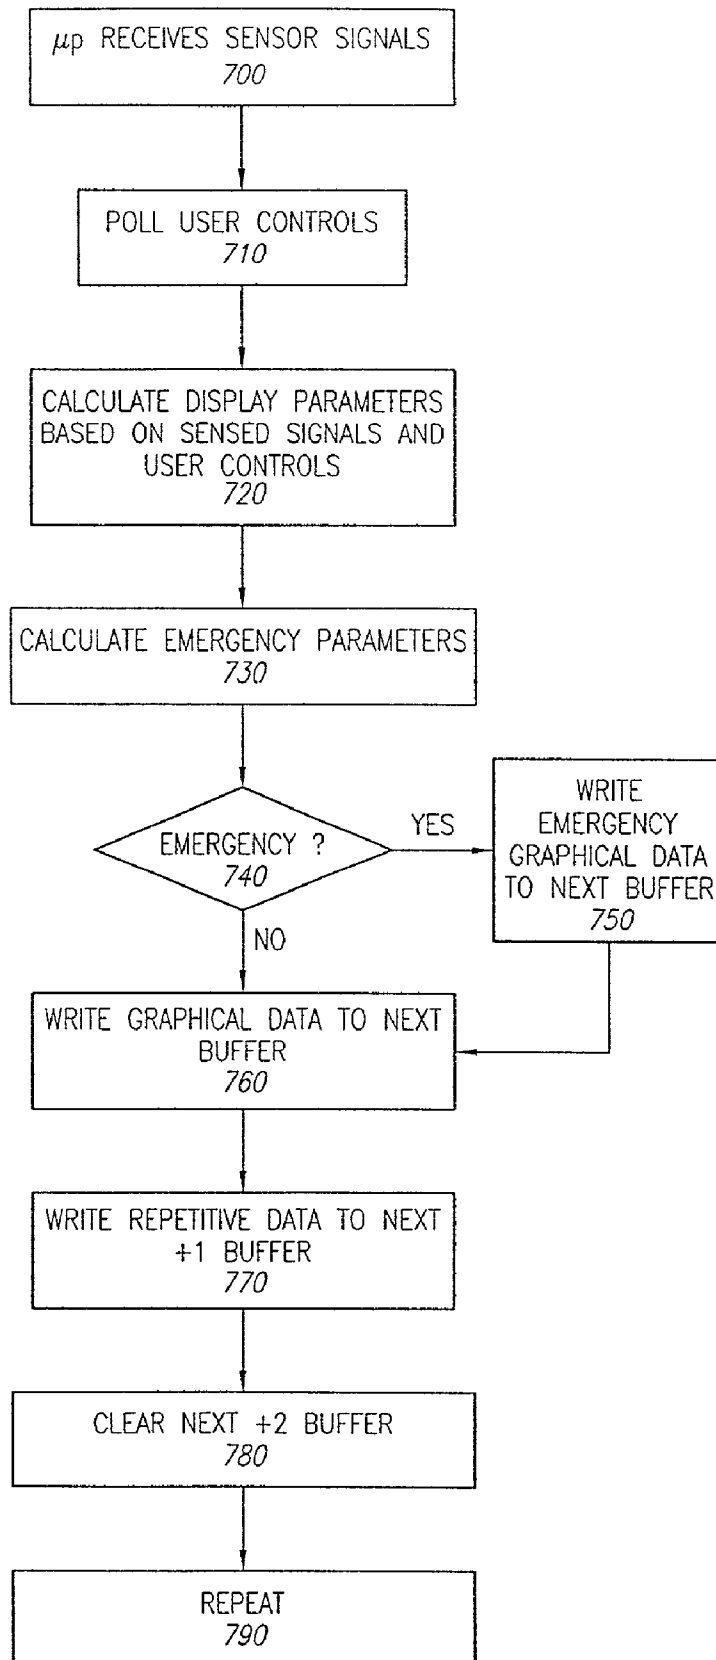 μp RECEIVES SENSOR SIGNALS
700
POLL USER CONTROLS
710
CALCULATE DISPLAY PARAMETERS
BASED ON SENSED SIGNALS AND
USER CONTROLS
720
CALCULATE EMERGENCY PARAMETERS
730
EMERGENCY ?
740
YES
WRITE
EMERGENCY
GRAPHICAL DATA
TO NEXT BUFFER
750
NO
WRITE GRAPHICAL DATA TO NEXT
BUFFER
760
WRITE REPETITIVE DATA TO NEXT
+1 BUFFER
770
CLEAR NEXT +2 BUFFER
780
REPEAT
790